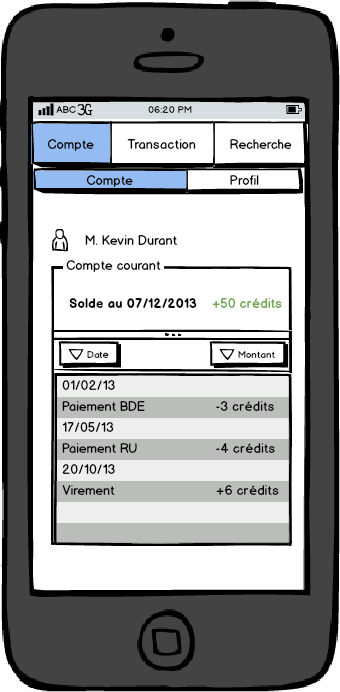 ABC 3G 06:20 PM
Compte Transaction Recherche
Compte Profil
M. Kevin Durant
Compte courant
Solde au 07/12/2013 +50 crédits
Date Montant
01/02/13
Paiement BDE -3 crédits
17/05/13
Paiement RU -4 crédits
20/10/13
Virement +6 crédits